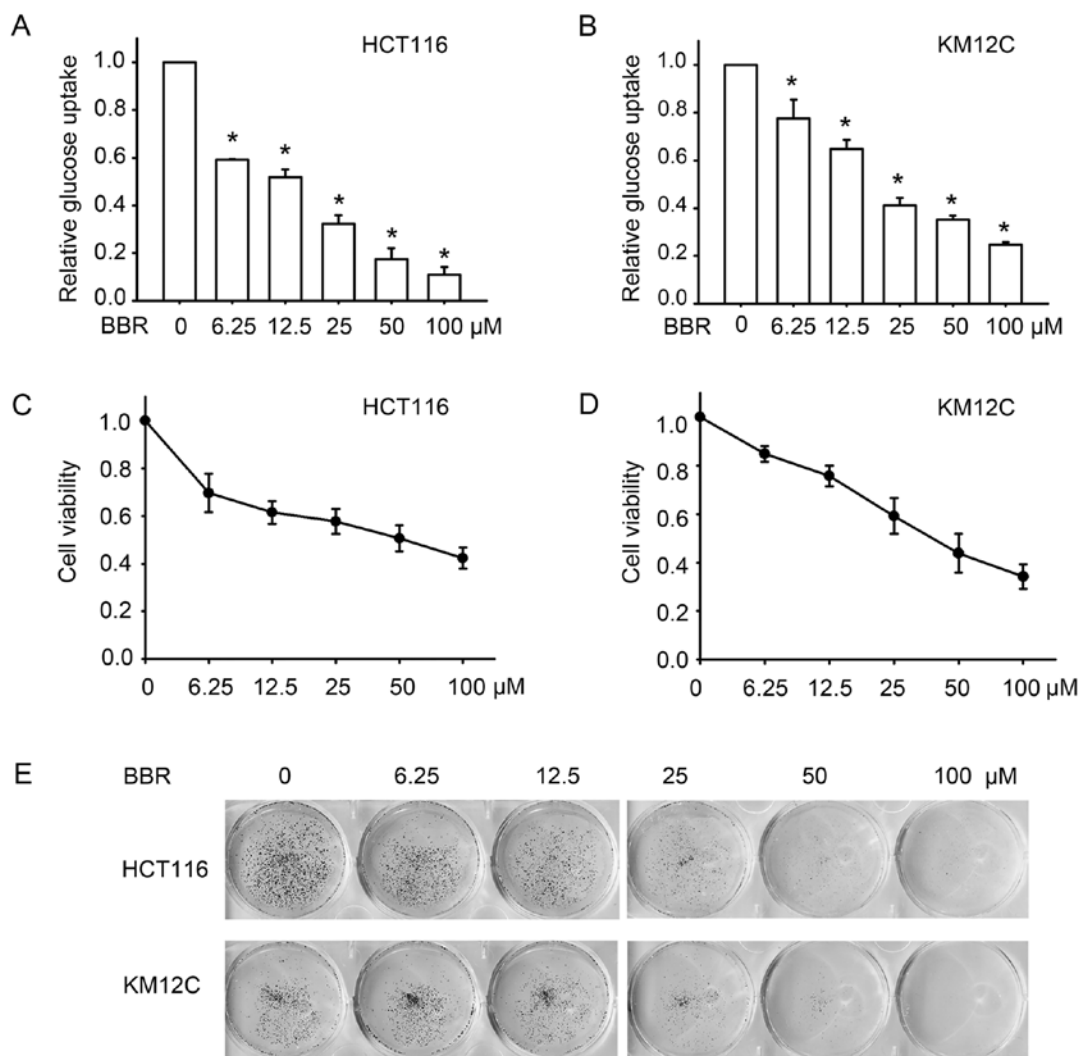 A
HCT116
Relative glucose uptake
1.0
0.8
0.6
0.4
0.2
0.0
* * * * *
BBR 0 6.25 12.5 25 50 100 µM
B
KM12C
Relative glucose uptake
1.0
0.8
0.6
0.4
0.2
0.0
* * * * *
BBR 0 6.25 12.5 25 50 100 µM
C
HCT116
Cell viability
1.0
0.8
0.6
0.4
0.2
0.0
0 6.25 12.5 25 50 100 µM
D
KM12C
Cell viability
1.0
0.8
0.6
0.4
0.2
0.0
0 6.25 12.5 25 50 100 µM
E
BBR 0 6.25 12.5 25 50 100 µM
HCT116
KM12C